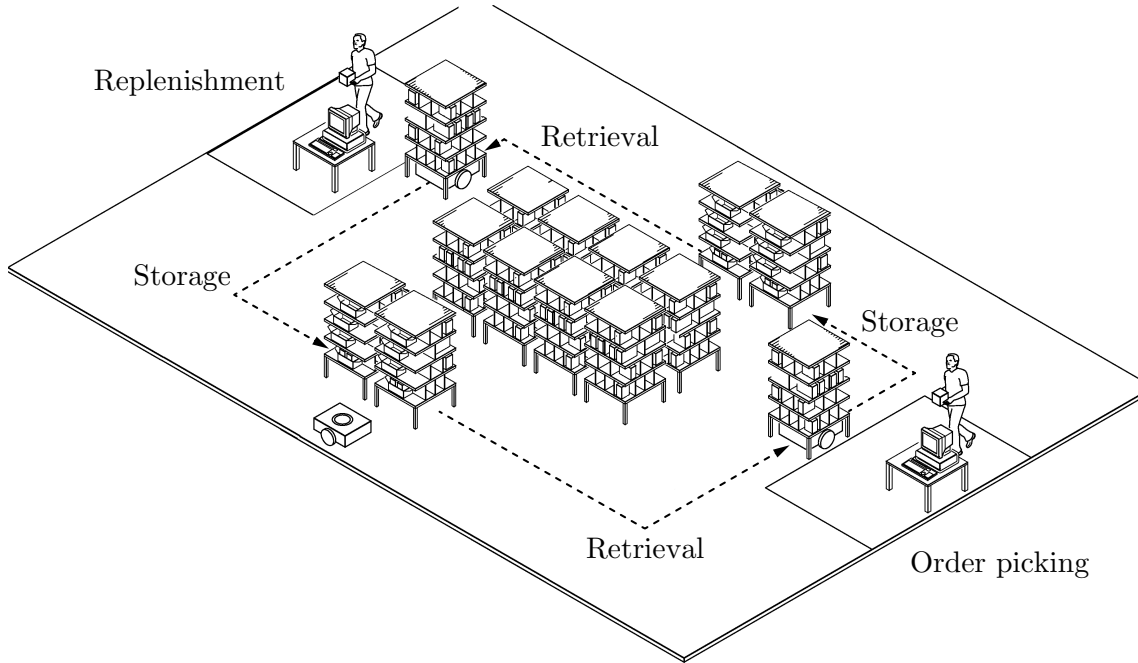 Replenishment
Retrieval
Storage
Storage
Retrieval
Order picking